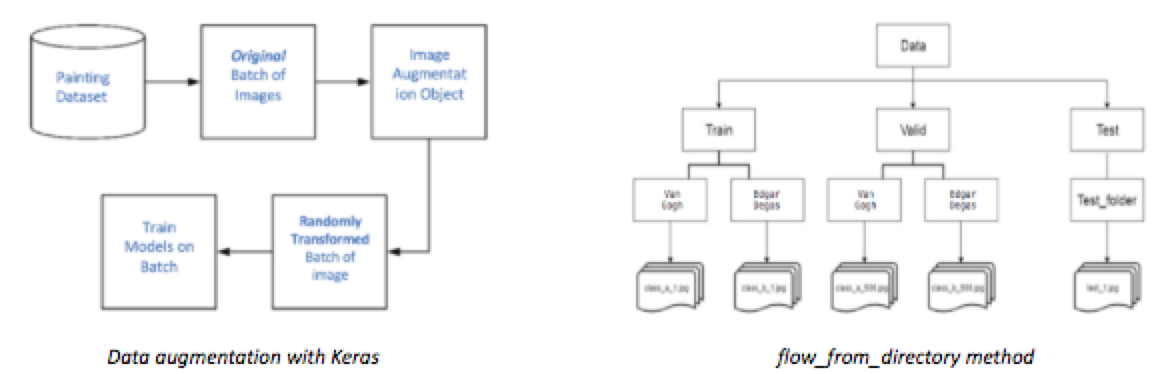 Painting
Dataset
Original
Batch of
Images
Image
Augmentat
ion Object
Train
Models on
Batch
Randomly
Transformed
Batch of
image
Data augmentation with Keras
Data
Train
Valid
Test
Van
Gogh
Edgar
Degas
Van
Gogh
Edgar
Degas
Test_folder
class_a_1.jpg
class_b_1.jpg
class_a_500.jpg
class_b_500.jpg
test_1.jpg
flow_from_directory method